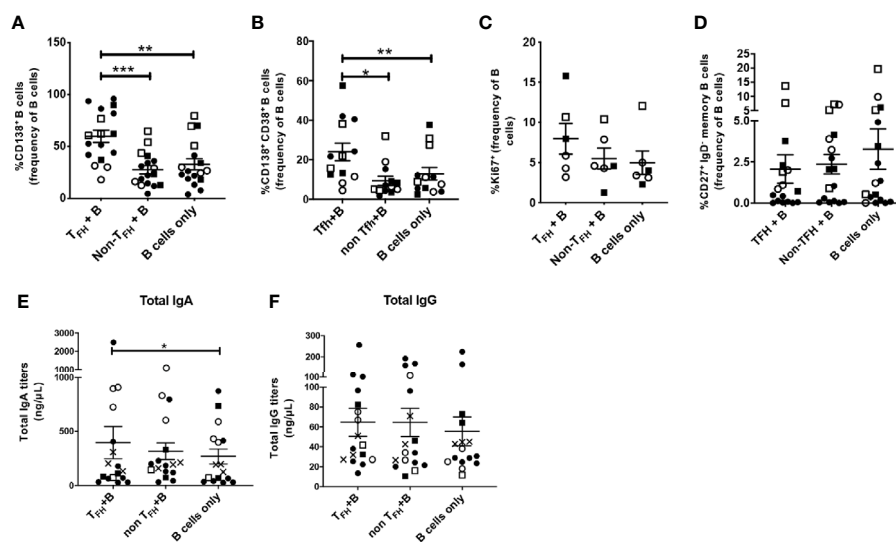 A
%CD138+ B cells
(frequency of B cells)
150
100
50
0
**
***
TFH + B
Non-TFH + B
B cells only
B
%CD138+ CD38+ B cells
(frequency of B cells)
80
60
40
20
0
**
*
Tfh+B
non Tfh+B
B cells only
C
%Ki67+ (frequency of B
cells)
20
15
10
5
0
TFH + B
Non-TFH + B
B cells only
D
%CD27+ IgD- memory B cells
(frequency of B cells)
25
20
15
10
5
5.0
2.5
0.0
TFH + B
Non-TFH + B
B cells only
E
Total IgA
Total IgA titers
(ng/μL)
3000
2000
1000
1000
500
0
*
TFH+B
non TFH+B
B cells only
F
Total IgG
Total IgG titers
(ng/μL)
300
200
100
100
80
60
40
20
0
TFH+B
non TFH+B
B cells only